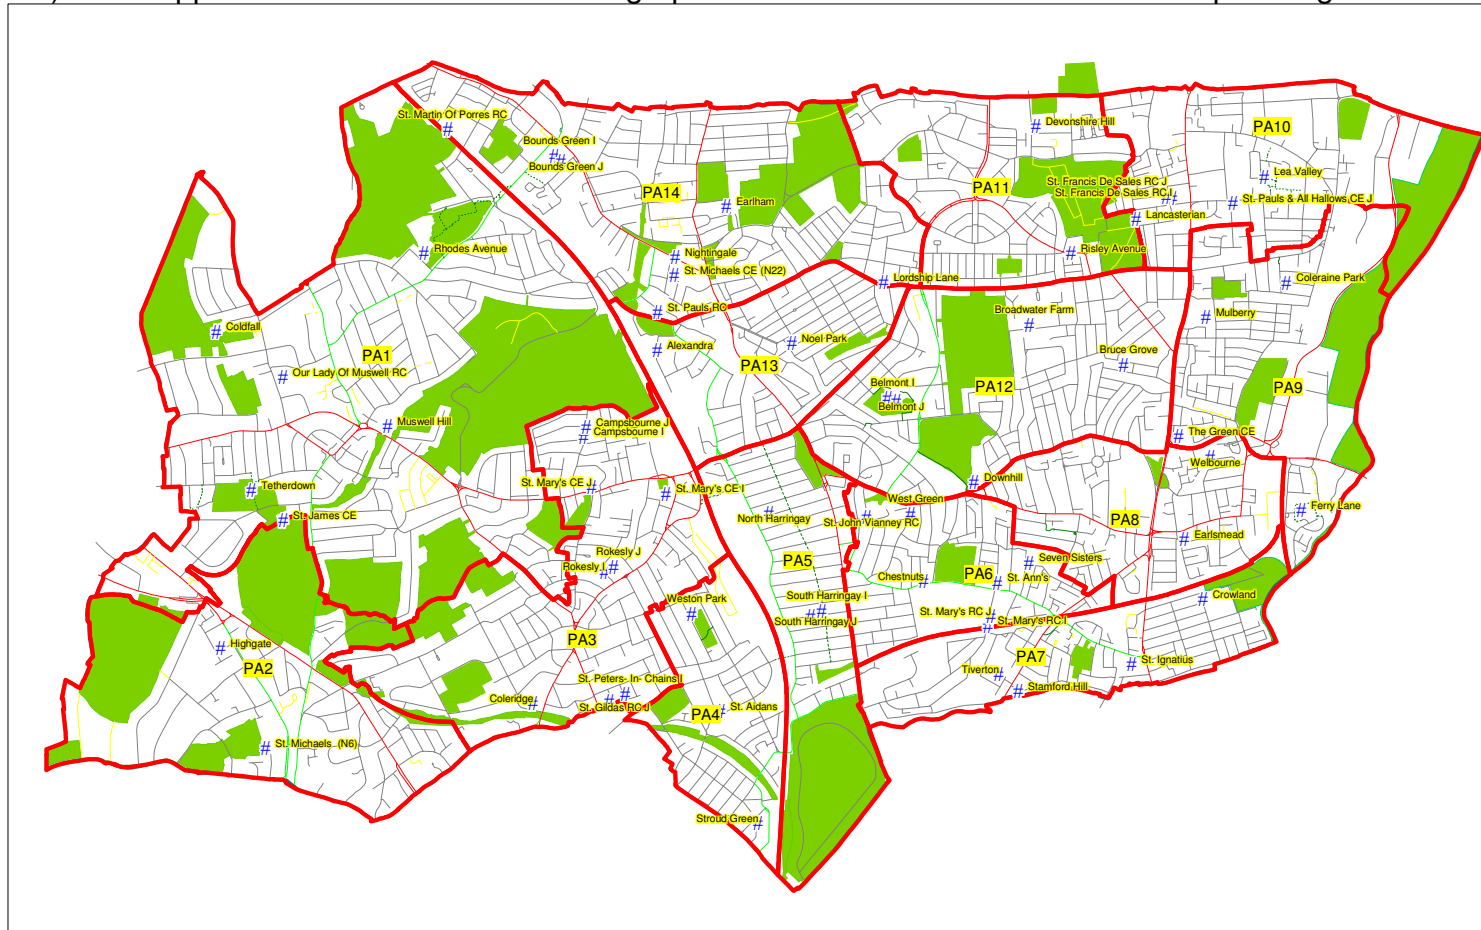 St. Martin Of Porres RC
Bounds Green I
Bounds Green J
Devonshire Hill
PA10
PA14
Earlham
PA11
St. Francis De Sales RC J
St. Francis De Sales RC I
Lancasterian
Lea Valley
St. Pauls & All Hallows CE J
Rhodes Avenue
Nightingale
St. Michaels CE (N22)
Risley Avenue
Lordship Lane
Coleraine Park
St. Pauls RC
Broadwater Farm
Mulberry
Coldfall
PA1
Alexandra
Noel Park
PA13
Bruce Grove
Our Lady Of Muswell RC
Belmont I
Belmont J
PA12
PA9
Muswell Hill
Campsbourne J
Campsbourne I
The Green CE
Welbourne
Tetherdown
St. Mary's CE J
St. Mary's CE I
Downhill
West Green
St. James CE
North Harringay
St. John Vianney RC
PA8
Ferry Lane
Earlsmead
Rokesly J
Rokesly I
PA5
Seven Sisters
Chestnuts
PA6
St. Ann's
Weston Park
South Harringay I
South Harringay J
St. Mary's RC J
St. Mary's RC I
Crowland
Highgate
PA2
PA3
PA7
St. Ignatius
Tiverton
Stamford Hill
Coleridge
St. Peters- In- Chains I
St. Gildas RC J
PA4
St. Aidans
St. Michaels (N6)
Stroud Green